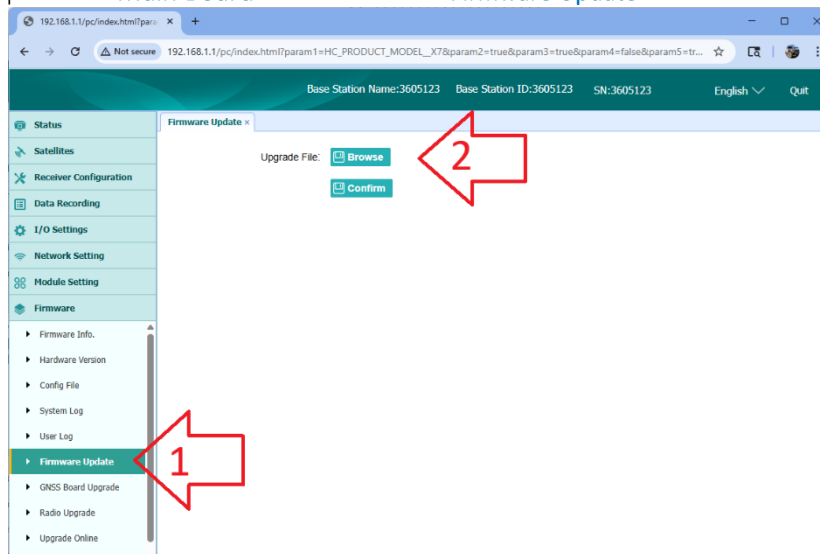 Main Board Firmware Update
192.168.1.1/pc/index.html?para
Not secure 192.168.1.1/pc/index.html?param1=HC_PRODUCT_MODEL__X7&param2=true&param3=true&param4=false&param5=tr...
Base Station Name:3605123 Base Station ID:3605123 SN:3605123 English Quit
Status
Firmware Update ×
Satellites
Upgrade File: Browse
2
Receiver Configuration
Confirm
Data Recording
I/O Settings
Network Setting
Module Setting
Firmware
Firmware Info.
Hardware Version
Config File
System Log
User Log
Firmware Update
1
GNSS Board Upgrade
Radio Upgrade
Upgrade Online